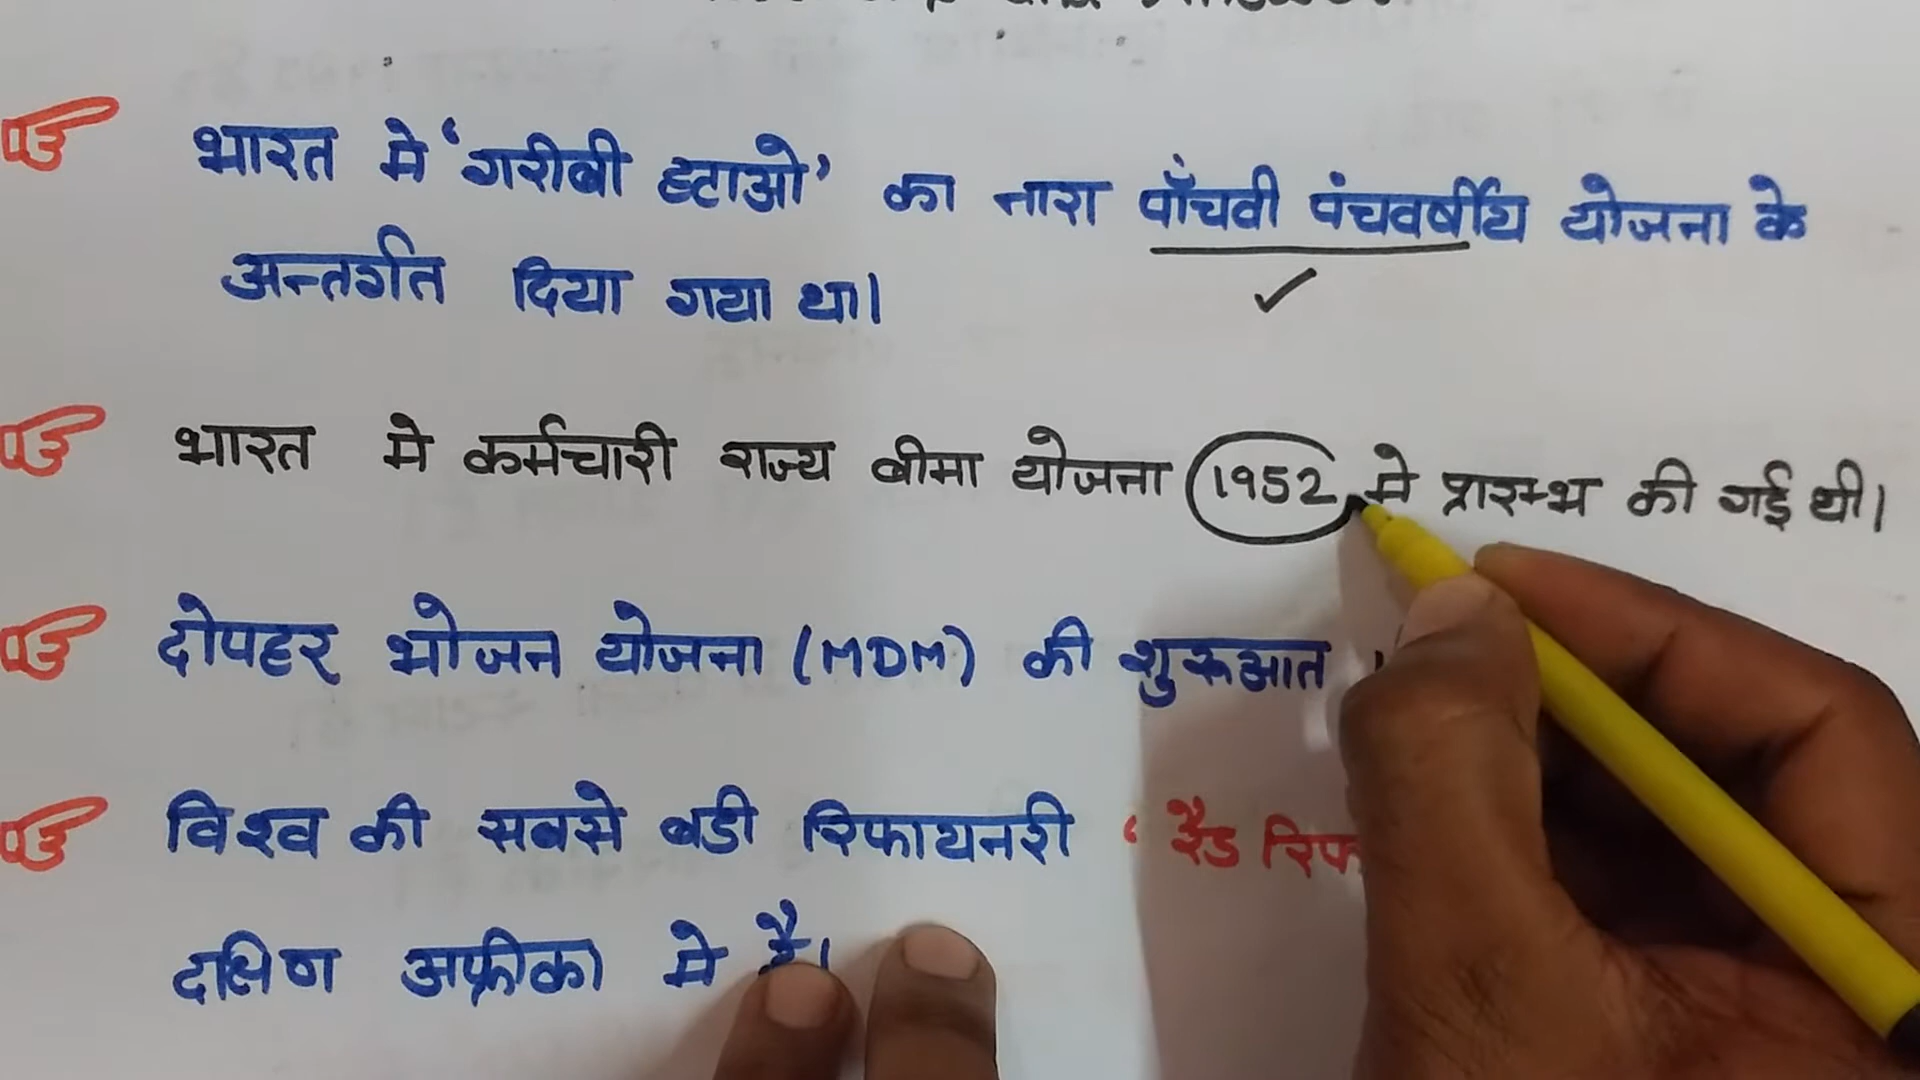 भारत मे 'गरीबी हटाओ' का नारा पाँचवी पंचवर्षीय योजना के
अन्तर्गत दिया गया था।
भारत मे कर्मचारी राज्य बीमा योजना 1952 मे प्रारम्भ की गई थी।
दोपहर भोजन योजना (MDM) की शुरूआत
विश्व की सबसे बडी रिफायनरी ' रैड
दक्षिण अफ्रीका मे है।